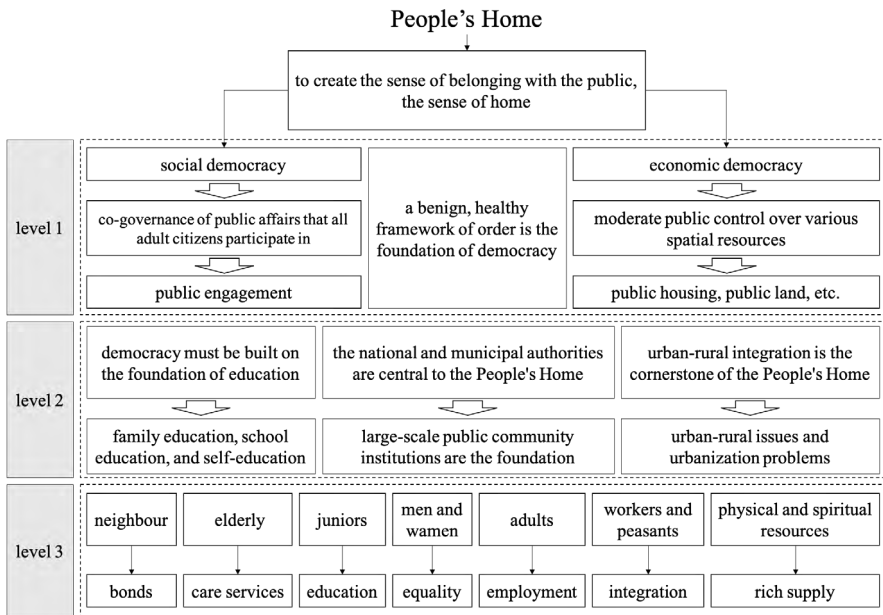 People's Home
to create the sense of belonging with the public,
the sense of home
level 1
social democracy
co-governance of public affairs that all
adult citizens participate in
public engagement
a benign, healthy
framework of order is the
foundation of democracy
economic democracy
moderate public control over various
spatial resources
public housing, public land, etc.
level 2
democracy must be built on
the foundation of education
family education, school
education, and self-education
the national and municipal authorities
are central to the People's Home
large-scale public community
institutions are the foundation
urban-rural integration is the
cornerstone of the People's Home
urban-rural issues and
urbanization problems
level 3
neighbour
bonds
elderly
care services
juniors
education
men and
wamen
equality
adults
employment
workers and
peasants
integration
physical and spiritual
resources
rich supply